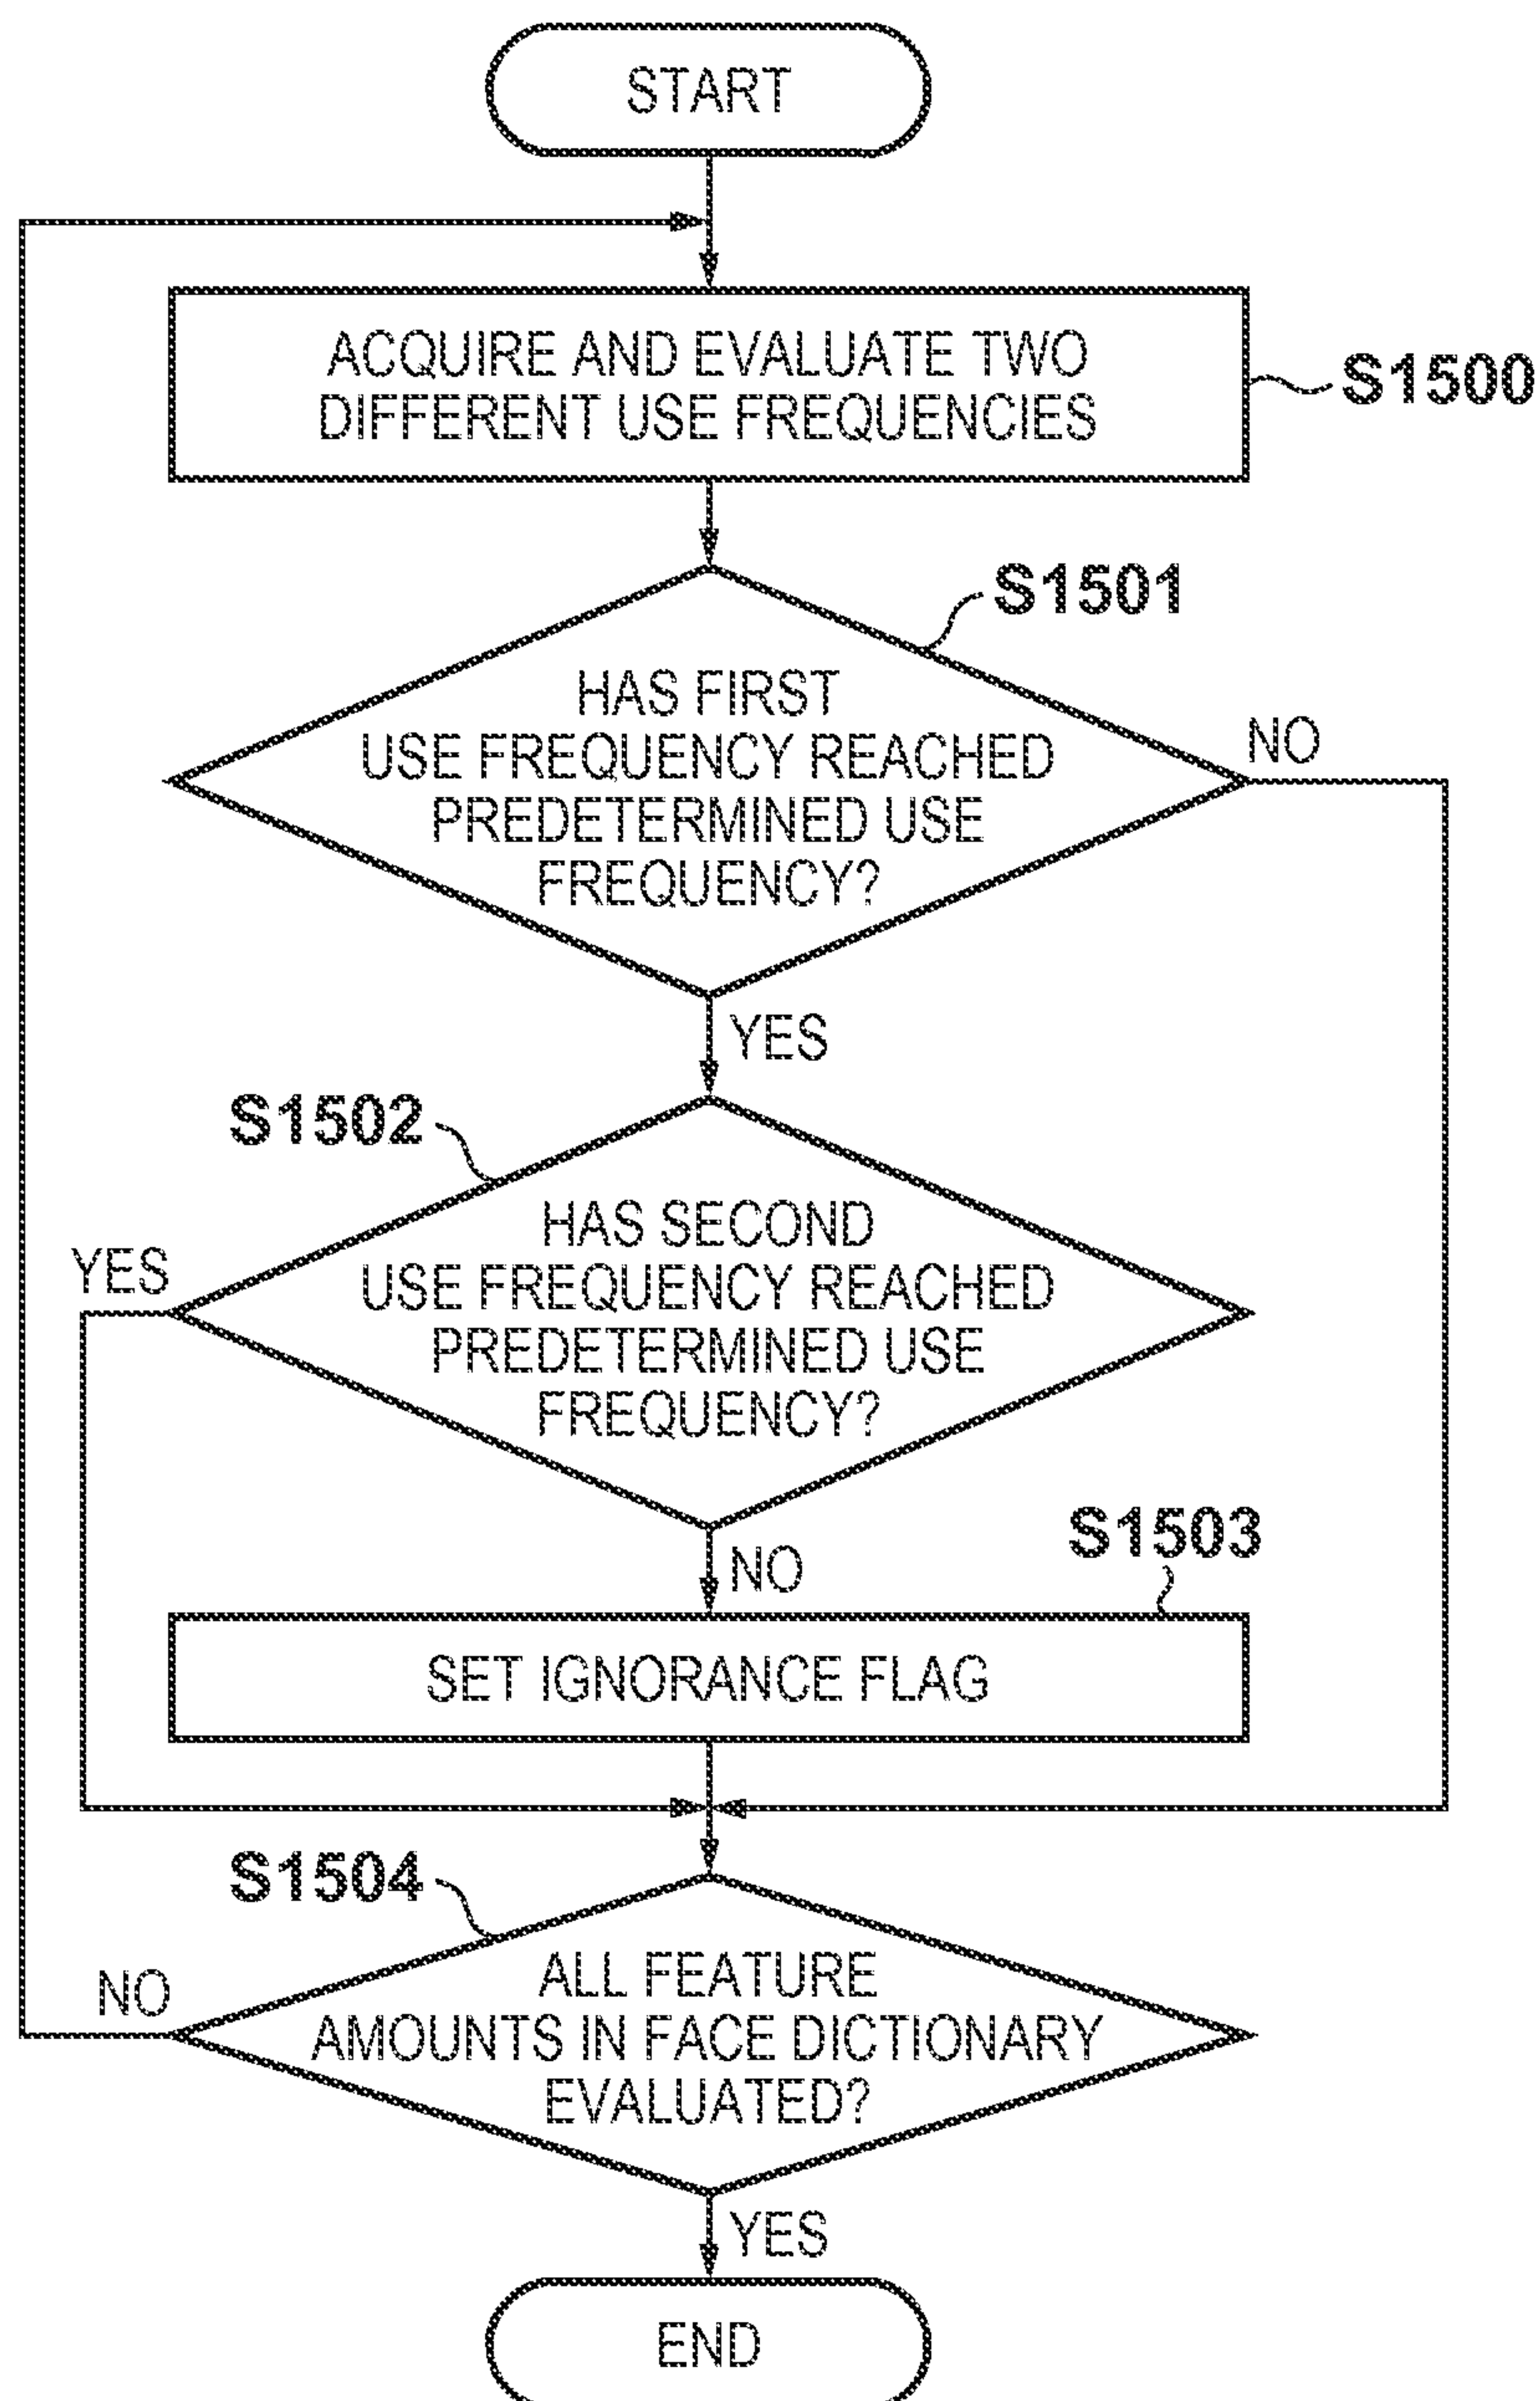 START
ACQUIRE AND EVALUATE TWO
DIFFERENT USE FREQUENCIES
S1500
S1501
HAS FIRST
USE FREQUENCY REACHED
PREDETERMINED USE
FREQUENCY?
NO
YES
S1502
HAS SECOND
USE FREQUENCY REACHED
PREDETERMINED USE
FREQUENCY?
YES
NO
S1503
SET IGNORANCE FLAG
S1504
ALL FEATURE
AMOUNTS IN FACE DICTIONARY
EVALUATED?
NO
YES
END